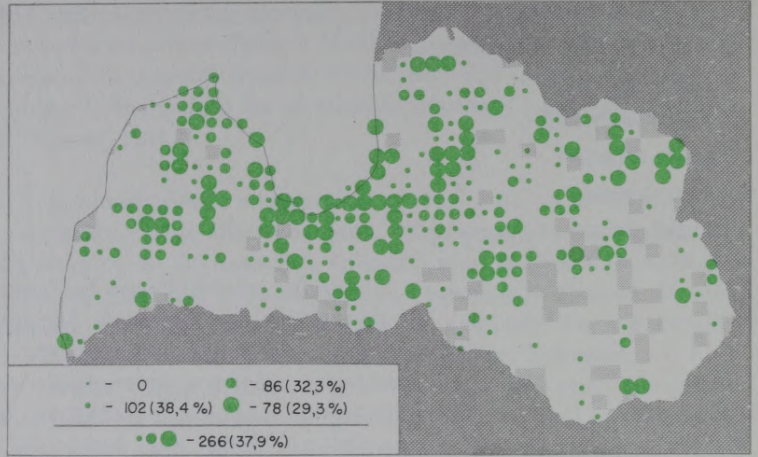 - 0
- 86 (32,3 %)
- 102 (38,4 %)
- 78 (29,3 %)
- 266 (37,9 %)